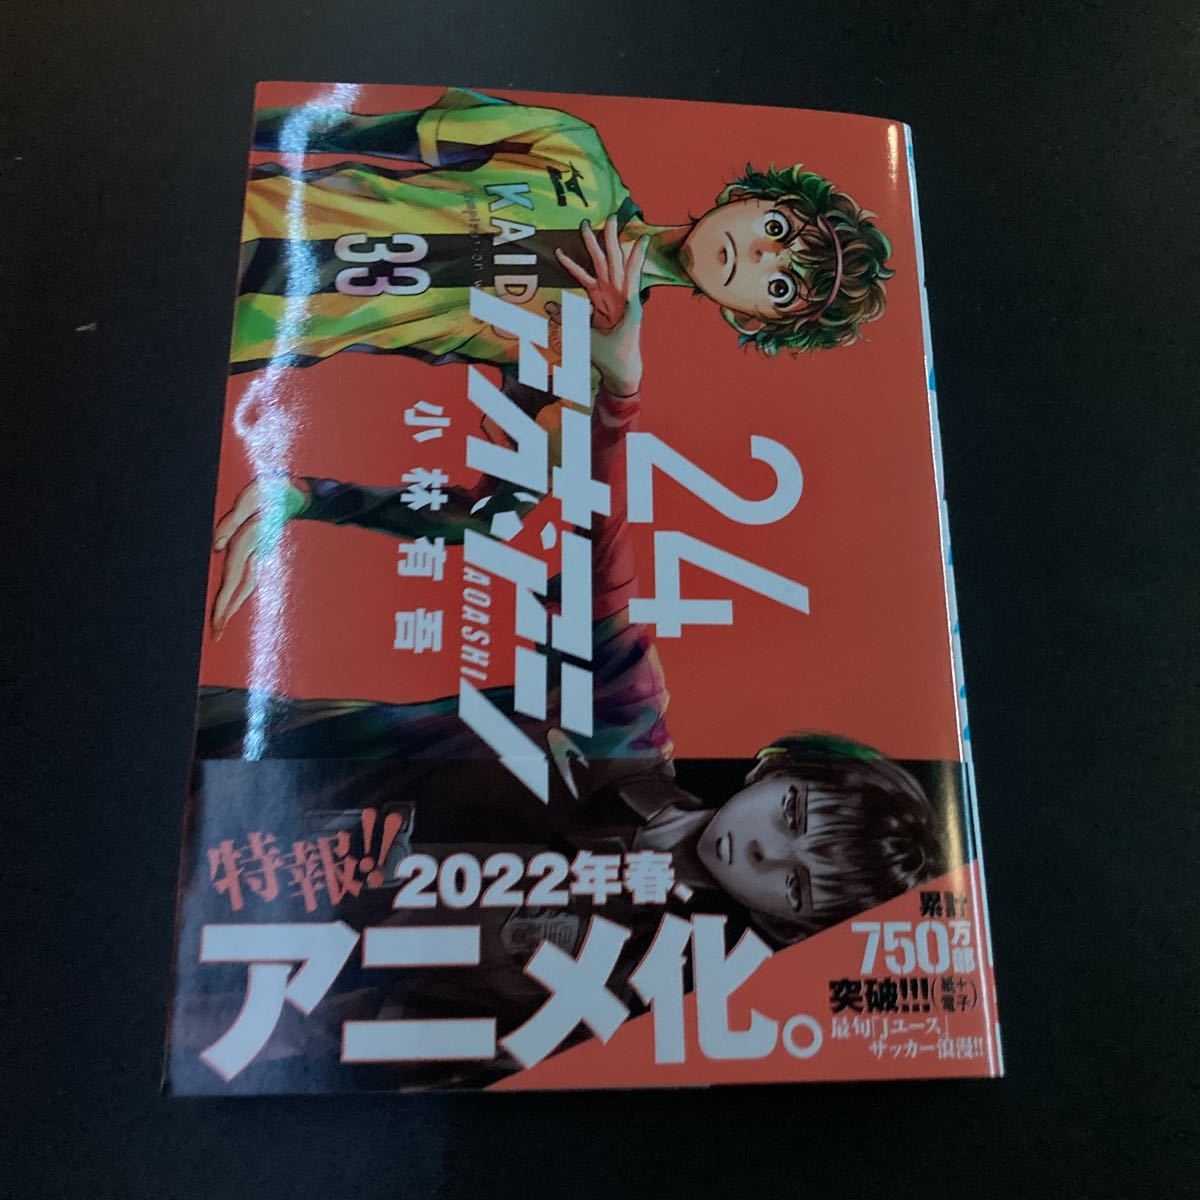 24
アオアシ
AOASHI
小林有吾
KAID
33
特報!!
2022年春、
アニメ化。
累計
750万部
突破!!!(紙+電子)
最旬「Jユース」
サッカー浪漫!!